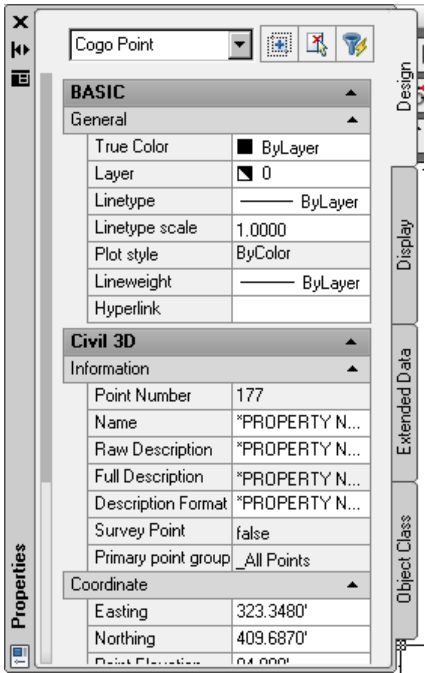 Cogo Point
BASIC
General
True Color ByLayer
Layer 0
Linetype ByLayer
Linetype scale 1.0000
Plot style ByColor
Lineweight ByLayer
Hyperlink
Civil 3D
Information
Point Number 177
Name *PROPERTY N...
Raw Description *PROPERTY N...
Full Description *PROPERTY N...
Description Format *PROPERTY N...
Survey Point false
Primary point group _All Points
Coordinate
Easting 323.3480'
Northing 409.6870'
Point Elevation
Properties
Design
Display
Extended Data
Object Class